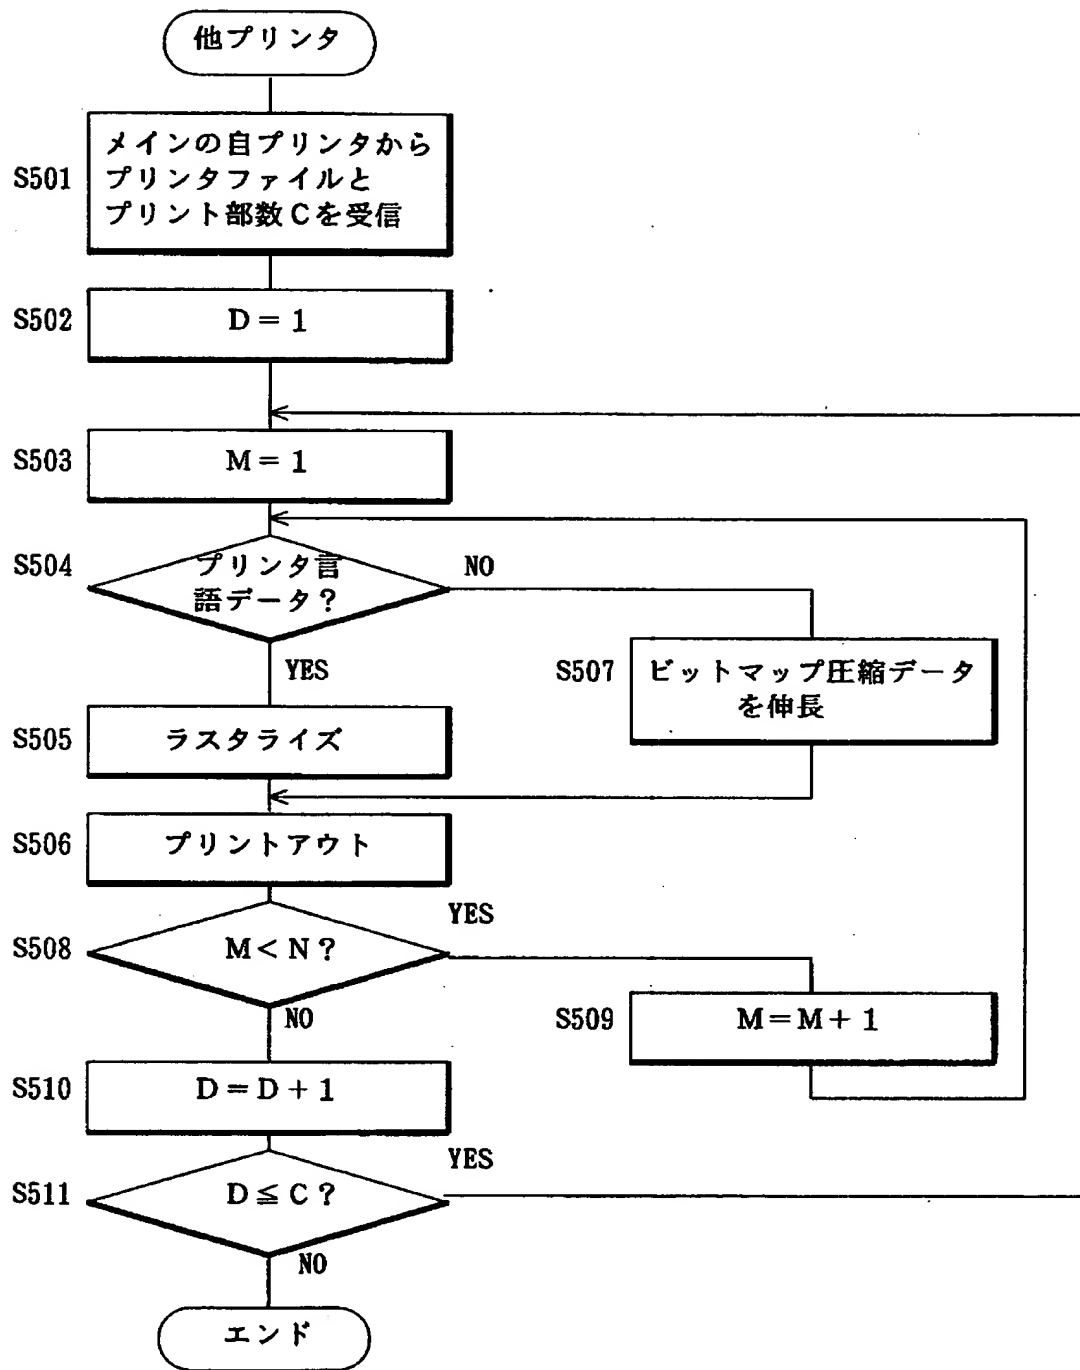 他プリンタ
S501
メインの自プリンタから
プリンタファイルと
プリント部数Cを受信
S502
D=1
S503
M=1
S504
プリンタ言
語データ?
NO
YES
S507
ビットマップ圧縮データ
を伸長
S505
ラスタライズ
S506
プリントアウト
S508
M<N?
YES
NO
S509
M=M+1
S510
D=D+1
S511
D≦C?
YES
NO
エンド